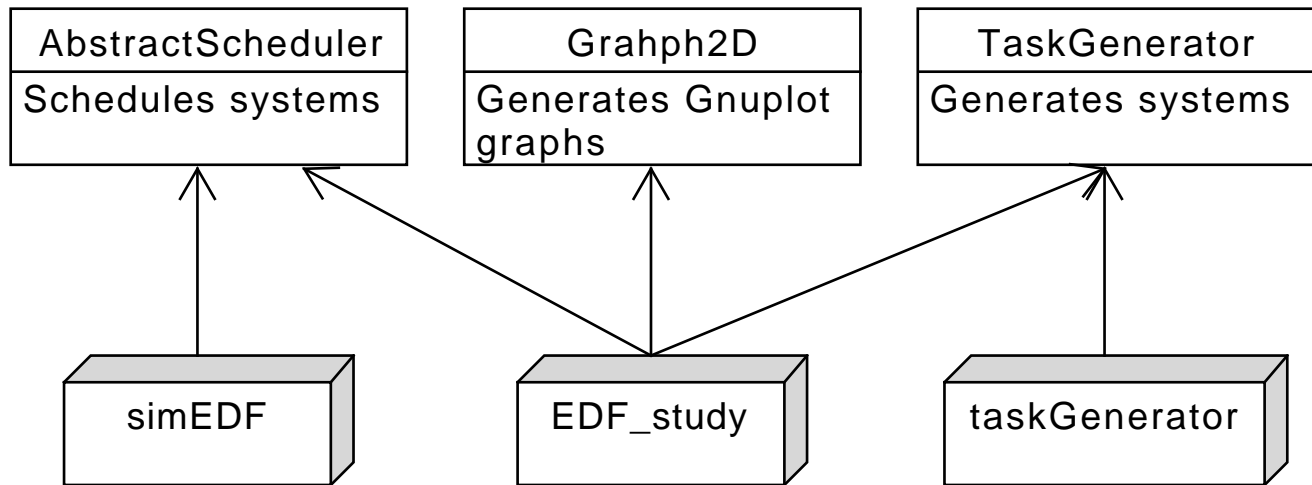 AbstractScheduler
Schedules systems
Grahph2D
Generates Gnuplot
graphs
TaskGenerator
Generates systems
simEDF
EDF_study
taskGenerator